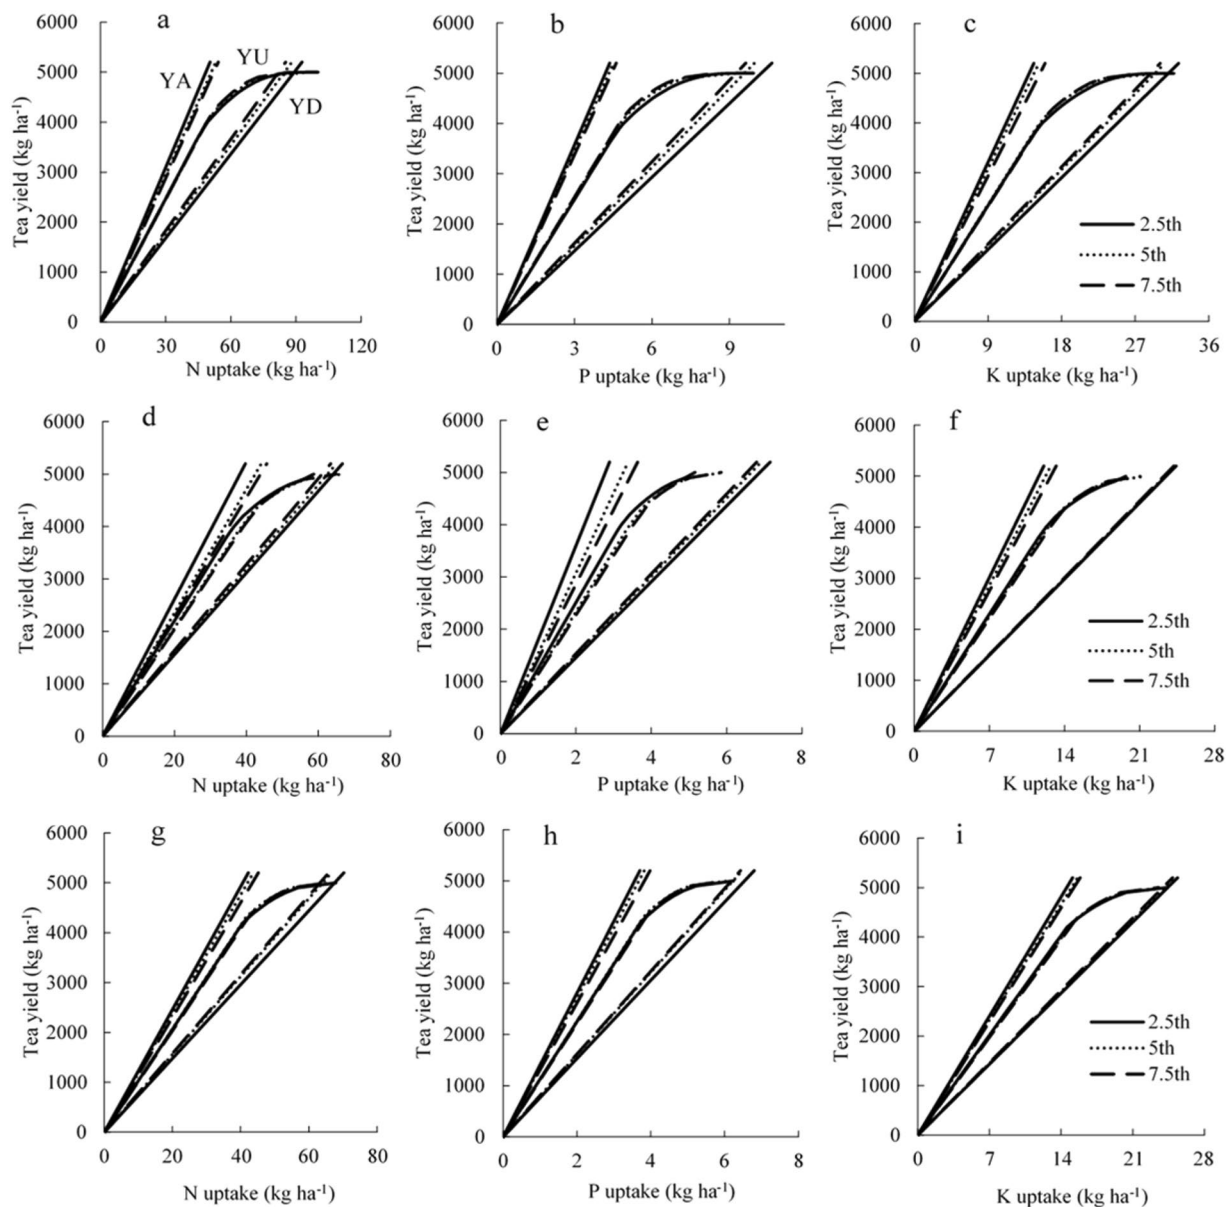 a
6000
5000
4000
3000
2000
1000
0
YA
YU
YD
Tea yield (kg ha⁻¹)
0 30 60 90 120
N uptake (kg ha⁻¹)
b
6000
5000
4000
3000
2000
1000
0
Tea yield (kg ha⁻¹)
0 3 6 9
P uptake (kg ha⁻¹)
c
6000
5000
4000
3000
2000
1000
0
Tea yield (kg ha⁻¹)
2.5th
5th
7.5th
0 9 18 27 36
K uptake (kg ha⁻¹)
d
6000
5000
4000
3000
2000
1000
0
Tea yield (kg ha⁻¹)
0 20 40 60 80
N uptake (kg ha⁻¹)
e
6000
5000
4000
3000
2000
1000
0
Tea yield (kg ha⁻¹)
0 2 4 6 8
P uptake (kg ha⁻¹)
f
6000
5000
4000
3000
2000
1000
0
Tea yield (kg ha⁻¹)
2.5th
5th
7.5th
0 7 14 21 28
K uptake (kg ha⁻¹)
g
6000
5000
4000
3000
2000
1000
0
Tea yield (kg ha⁻¹)
0 20 40 60 80
N uptake (kg ha⁻¹)
h
6000
5000
4000
3000
2000
1000
0
Tea yield (kg ha⁻¹)
0 2 4 6 8
P uptake (kg ha⁻¹)
i
6000
5000
4000
3000
2000
1000
0
Tea yield (kg ha⁻¹)
2.5th
5th
7.5th
0 7 14 21 28
K uptake (kg ha⁻¹)